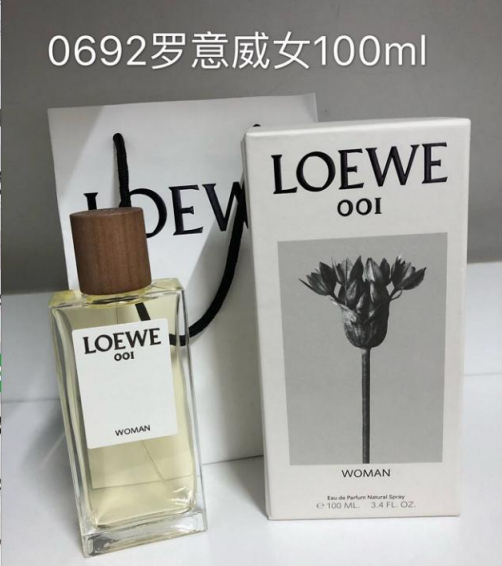 0692罗意威女100ml
LOEWE
LOEWE
001
WOMAN
LOEWE
001
WOMAN
Eau de Parfum Natural Spray
℮ 100 ML. 3.4 FL. OZ.